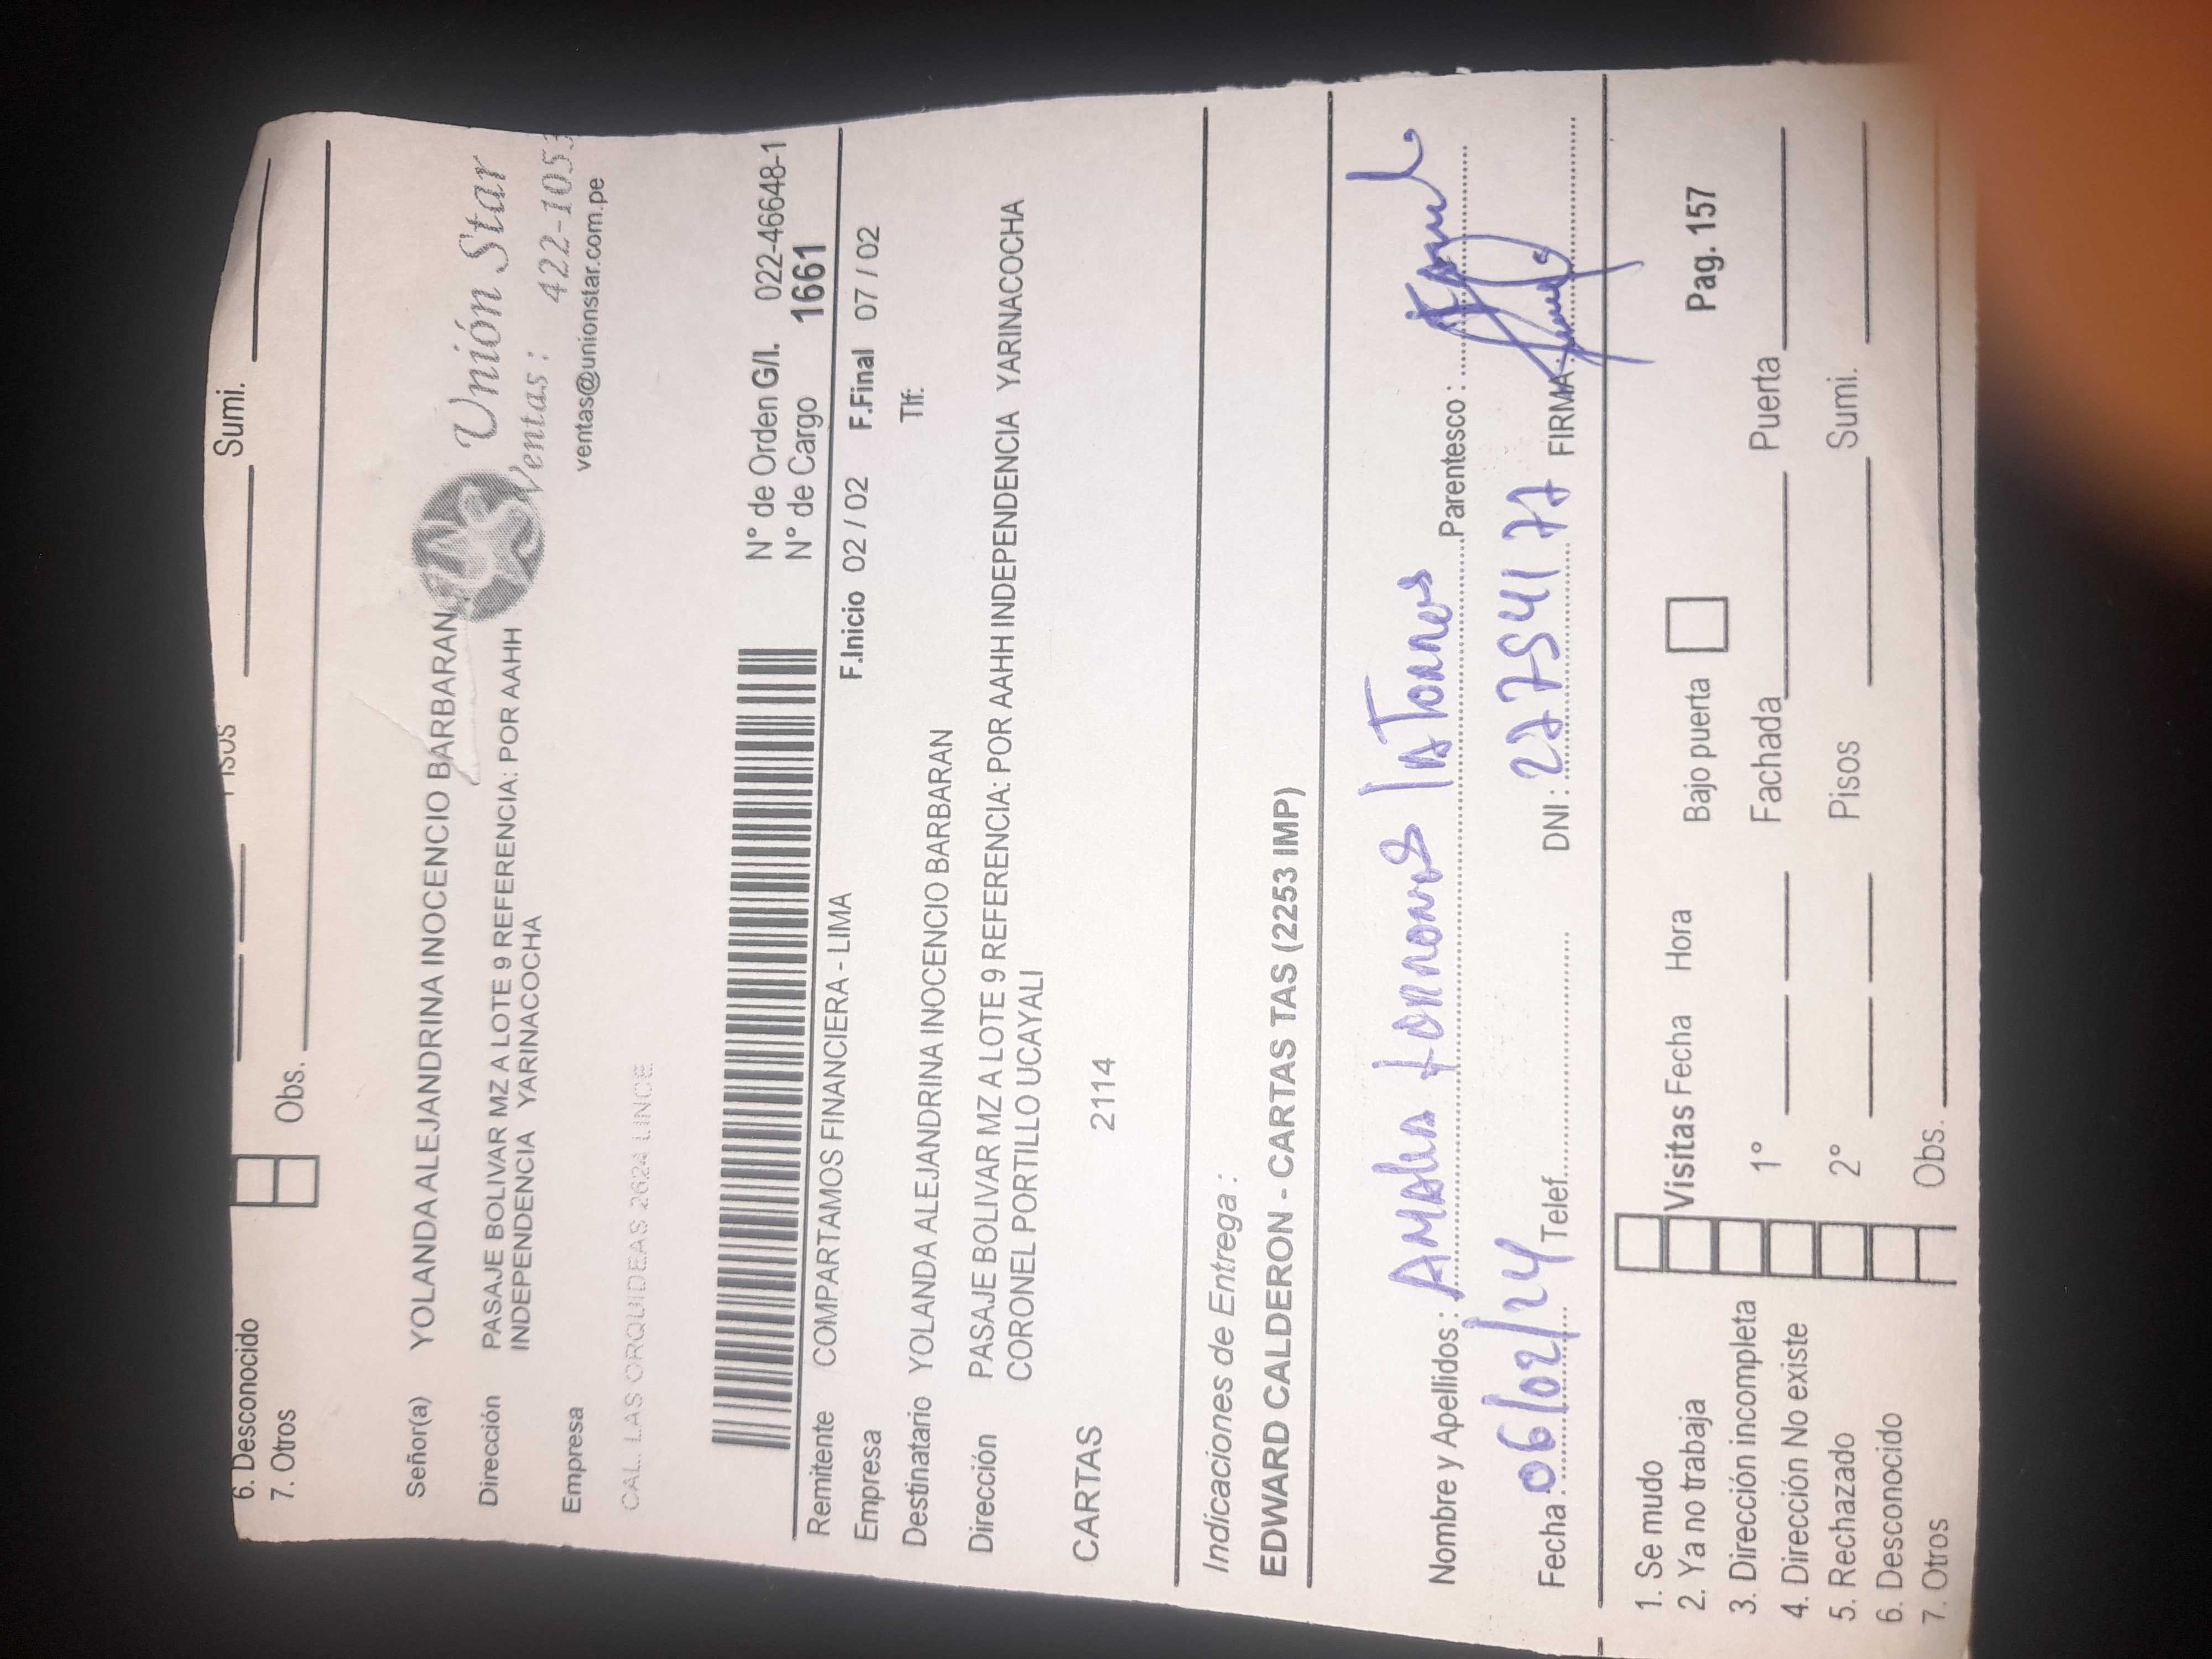 6. Desconocido Sumi.
7. Otros Obs.
Unión Star
Ventas: 422-1053
ventas@unionstar.com.pe
Señor(a) YOLANDA ALEJANDRINA INOCENCIO BARBARAN
Dirección PASAJE BOLIVAR MZ A LOTE 9 REFERENCIA: POR AAHH
INDEPENDENCIA YARINACOCHA
Empresa
CAL. LAS ORQUIDEAS 2624 LINCE
N° de Orden G/I. 022-46648-1
N° de Cargo 1661
Remitente COMPARTAMOS FINANCIERA - LIMA
Empresa F.Inicio 02 / 02 F.Final 07 / 02
Destinatario YOLANDA ALEJANDRINA INOCENCIO BARBARAN Tlf:
Dirección PASAJE BOLIVAR MZ A LOTE 9 REFERENCIA: POR AAHH INDEPENDENCIA YARINACOCHA
CORONEL PORTILLO UCAYALI
CARTAS 2114
Indicaciones de Entrega :
EDWARD CALDERON - CARTAS TAS (2253 IMP)
Nombre y Apellidos : Parentesco :
Fecha : 06/02/24 Telef. DNI : 22754172 FIRMA :
1. Se mudo
2. Ya no trabaja Visitas Fecha Hora Bajo puerta Pag. 157
3. Dirección incompleta 1° Fachada Puerta
4. Dirección No existe
5. Rechazado 2° Pisos Sumi.
6. Desconocido
7. Otros Obs.